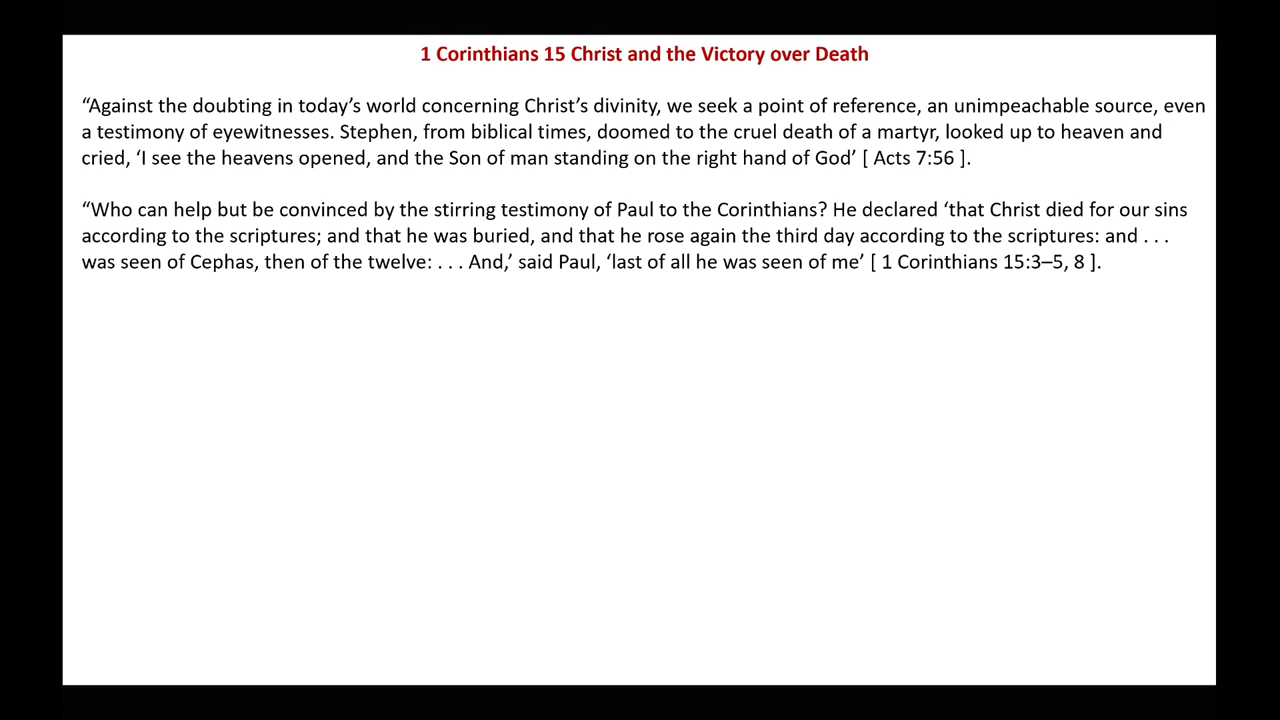 1 Corinthians 15 Christ and the Victory over Death
“Against the doubting in today’s world concerning Christ’s divinity, we seek a point of reference, an unimpeachable source, even
a testimony of eyewitnesses. Stephen, from biblical times, doomed to the cruel death of a martyr, looked up to heaven and
cried, ‘I see the heavens opened, and the Son of man standing on the right hand of God’ [ Acts 7:56 ].
“Who can help but be convinced by the stirring testimony of Paul to the Corinthians? He declared ‘that Christ died for our sins
according to the scriptures; and that he was buried, and that he rose again the third day according to the scriptures: and . . .
was seen of Cephas, then of the twelve: . . . And,’ said Paul, ‘last of all he was seen of me’ [ 1 Corinthians 15:3–5, 8 ].